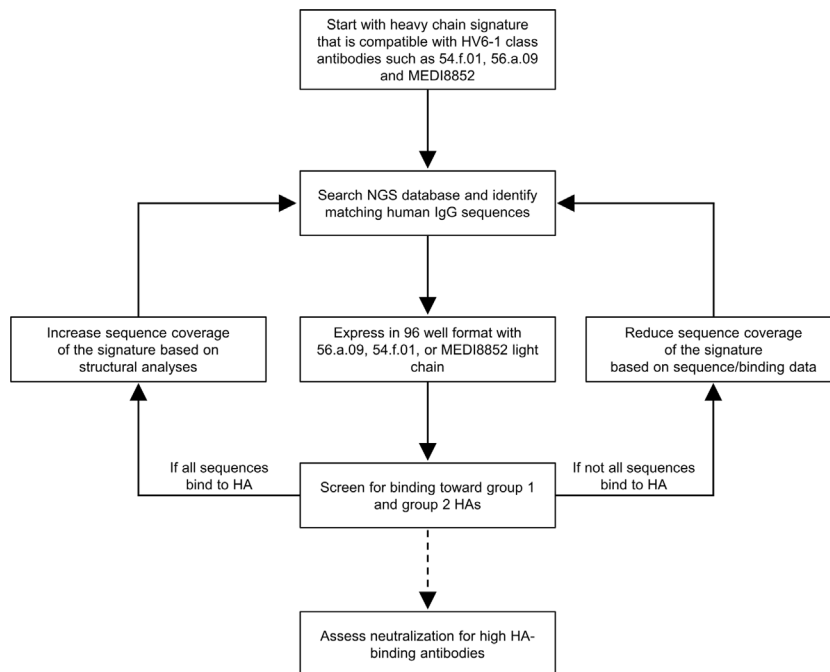 Start with heavy chain signature
that is compatible with HV6-1 class
antibodies such as 54.f.01, 56.a.09
and MEDI8852
Search NGS database and identify
matching human IgG sequences
Increase sequence coverage
of the signature based on
structural analyses
Express in 96 well format with
56.a.09, 54.f.01, or MEDI8852 light
chain
Reduce sequence coverage
of the signature
based on sequence/binding data
If all sequences
bind to HA
Screen for binding toward group 1
and group 2 HAs
If not all sequences
bind to HA
Assess neutralization for high HA-
binding antibodies